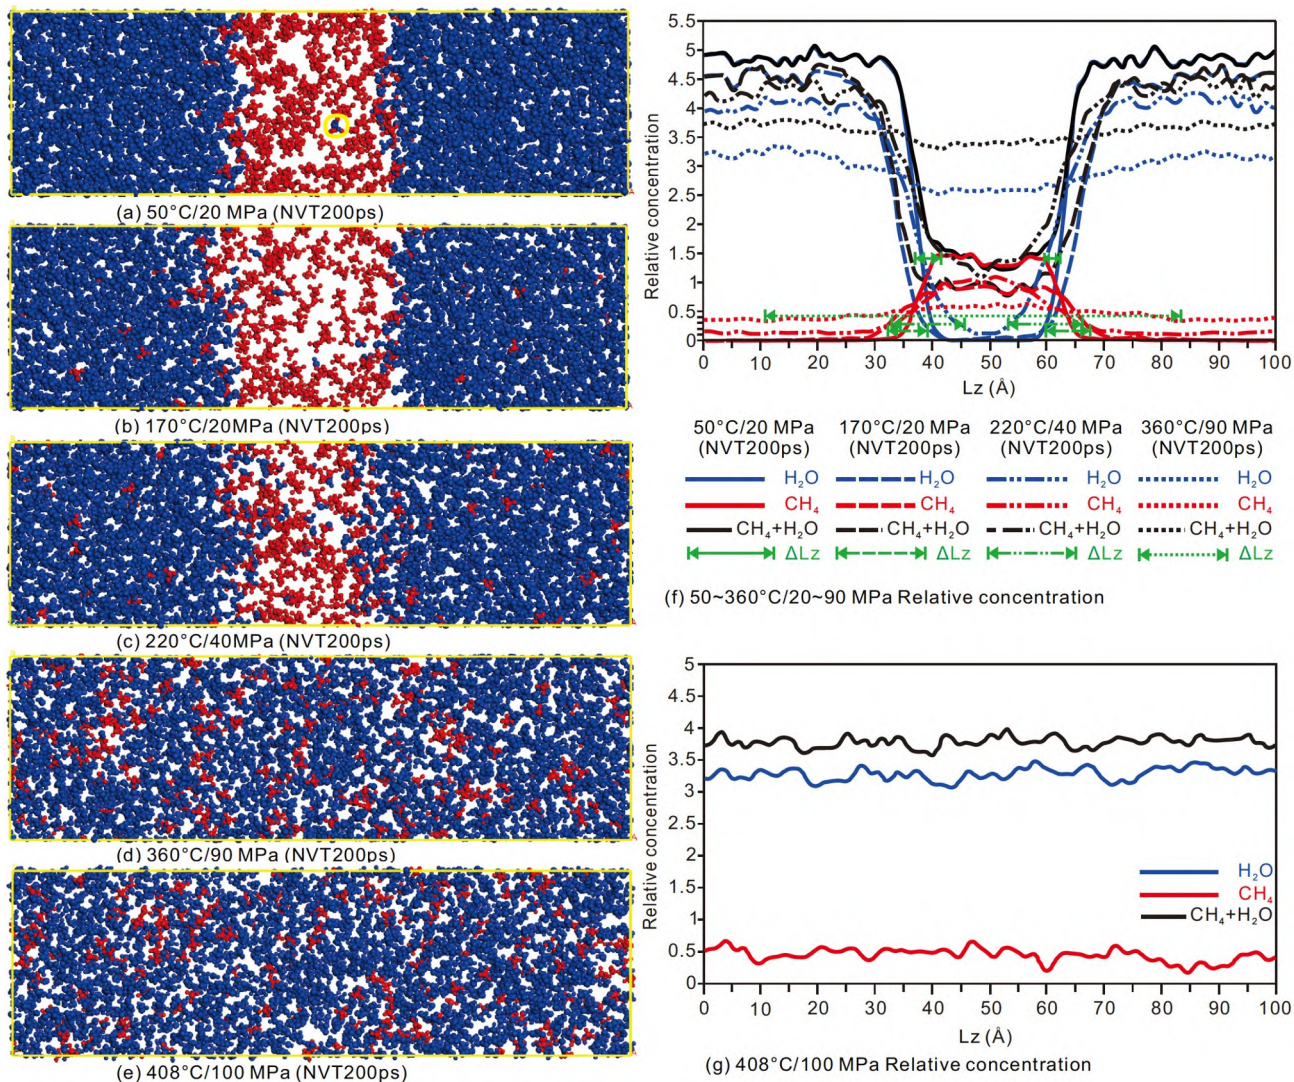 (a) 50°C/20 MPa (NVT200ps)
(b) 170°C/20MPa (NVT200ps)
(c) 220°C/40MPa (NVT200ps)
(d) 360°C/90 MPa (NVT200ps)
(e) 408°C/100 MPa (NVT200ps)
Relative concentration
5.5
5
4.5
4
3.5
3
2.5
2
1.5
1
0.5
0
0 10 20 30 40 50 60 70 80 90 100
Lz (Å)
50°C/20 MPa 170°C/20 MPa 220°C/40 MPa 360°C/90 MPa
(NVT200ps) (NVT200ps) (NVT200ps) (NVT200ps)
H₂O H₂O H₂O H₂O
CH₄ CH₄ CH₄ CH₄
CH₄+H₂O CH₄+H₂O CH₄+H₂O CH₄+H₂O
ΔLz ΔLz ΔLz ΔLz
(f) 50~360°C/20~90 MPa Relative concentration
Relative concentration
5
4.5
4
3.5
3
2.5
2
1.5
1
0.5
0
H₂O
CH₄
CH₄+H₂O
0 10 20 30 40 50 60 70 80 90 100
Lz (Å)
(g) 408°C/100 MPa Relative concentration